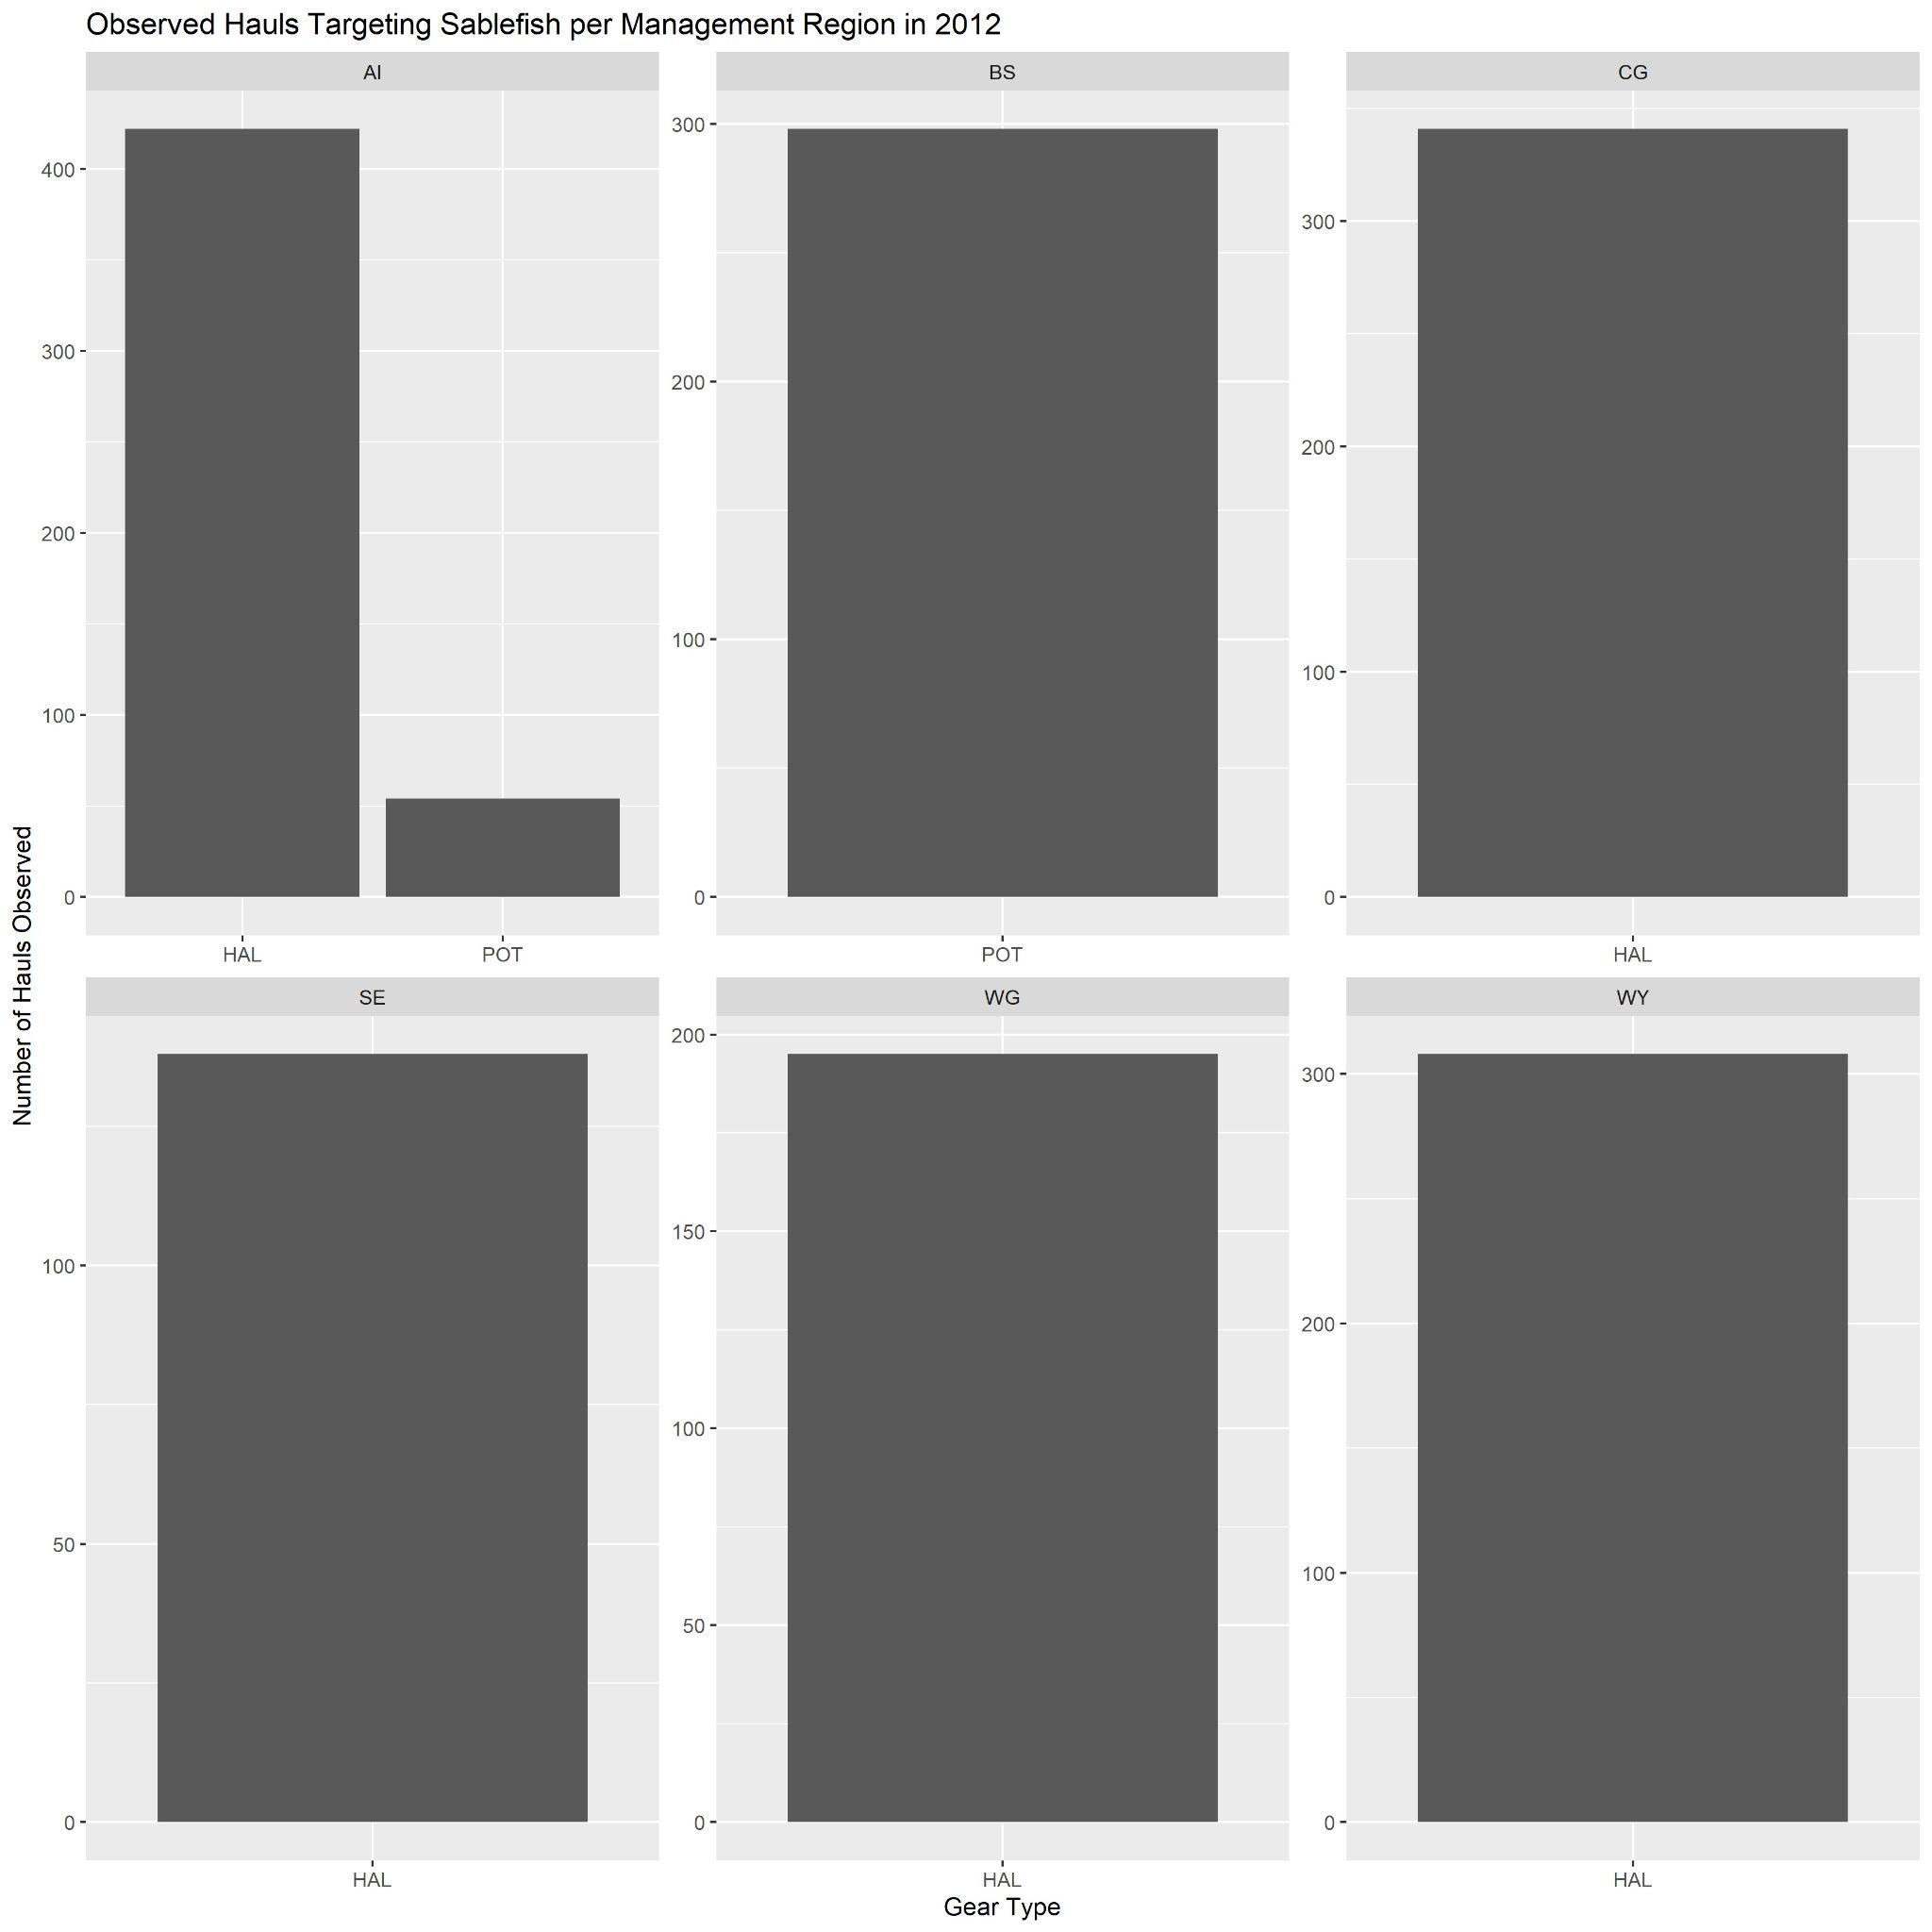 Observed Hauls Targeting Sablefish per Management Region in 2012
AI
BS
CG
400
300
200
100
0
300
200
100
0
300
200
100
0
HAL
POT
POT
HAL
Number of Hauls Observed
SE
WG
WY
100
50
0
200
150
100
50
0
300
200
100
0
HAL
HAL
HAL
Gear Type